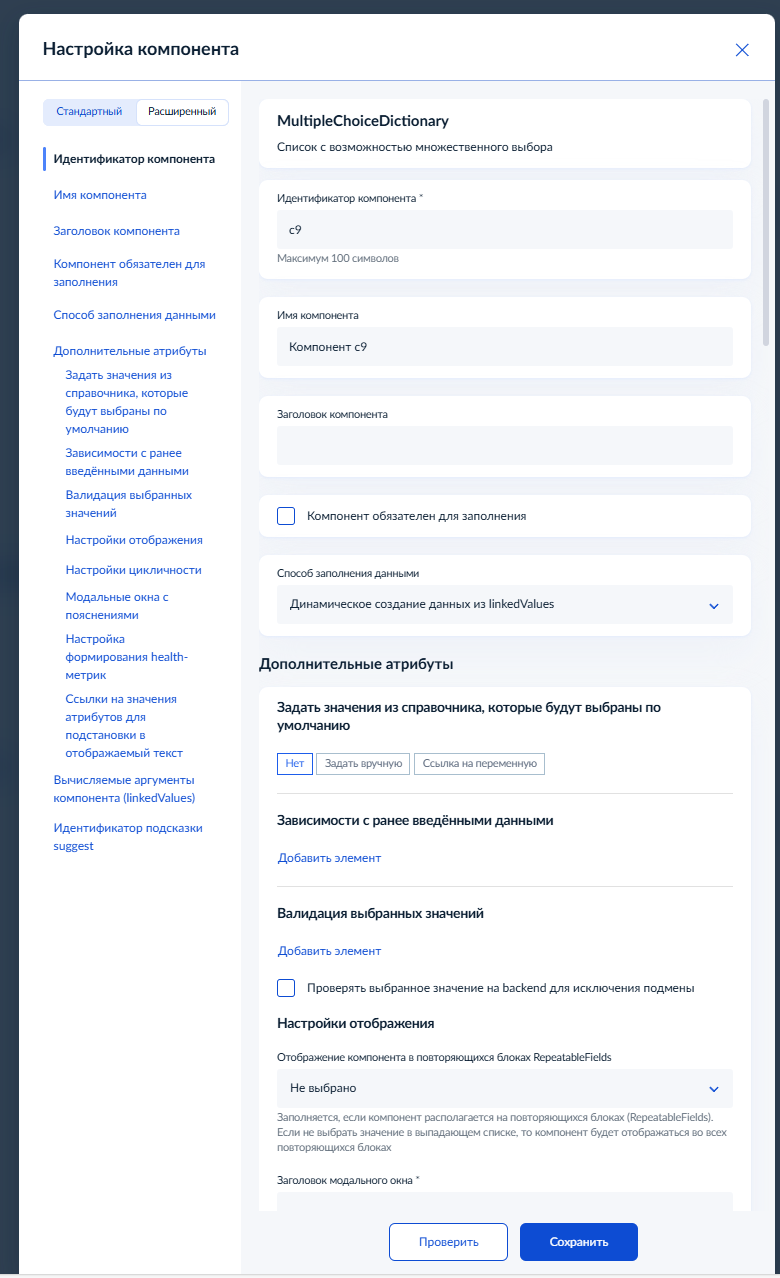 Настройка компонента
Стандартный
Расширенный
Идентификатор компонента
Имя компонента
Заголовок компонента
Компонент обязателен для
заполнения
Способ заполнения данными
Дополнительные атрибуты
Задать значения из
справочника, которые
будут выбраны по
умолчанию
Зависимости с ранее
введёнными данными
Валидация выбранных
значений
Настройки отображения
Настройки цикличности
Модальные окна с
пояснениями
Настройка
формирования health-
метрик
Ссылки на значения
атрибутов для
подстановки в
отображаемый текст
Вычисляемые аргументы
компонента (linkedValues)
Идентификатор подсказки
suggest
MultipleChoiceDictionary
Список с возможностью множественного выбора
Идентификатор компонента *
c9
Максимум 100 символов
Имя компонента
Компонент c9
Заголовок компонента
Компонент обязателен для заполнения
Способ заполнения данными
Динамическое создание данных из linkedValues
Дополнительные атрибуты
Задать значения из справочника, которые будут выбраны по
умолчанию
Нет
Задать вручную
Ссылка на переменную
Зависимости с ранее введёнными данными
Добавить элемент
Валидация выбранных значений
Добавить элемент
Проверять выбранное значение на backend для исключения подмены
Настройки отображения
Отображение компонента в повторяющихся блоках RepeatableFields
Не выбрано
Заполняется, если компонент располагается на повторяющихся блоках (RepeatableFields).
Если не выбрать значение в выпадающем списке, то компонент будет отображаться во всех
повторяющихся блоках
Заголовок модального окна *
Проверить
Сохранить